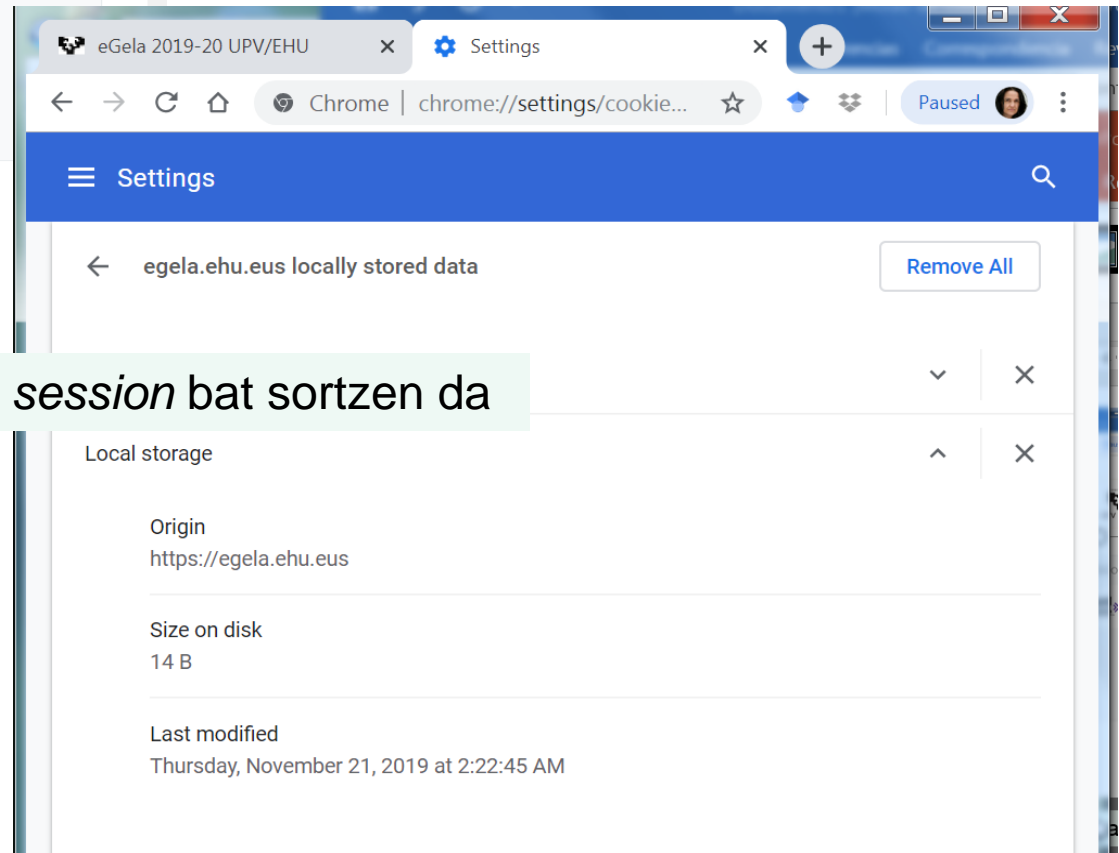 eGela 2019-20 UPV/EHU
Settings
Chrome | chrome://settings/cookie...
Paused
Settings
egela.ehu.eus locally stored data
Remove All
session bat sortzen da
Local storage
Origin
https://egela.ehu.eus
Size on disk
14 B
Last modified
Thursday, November 21, 2019 at 2:22:45 AM